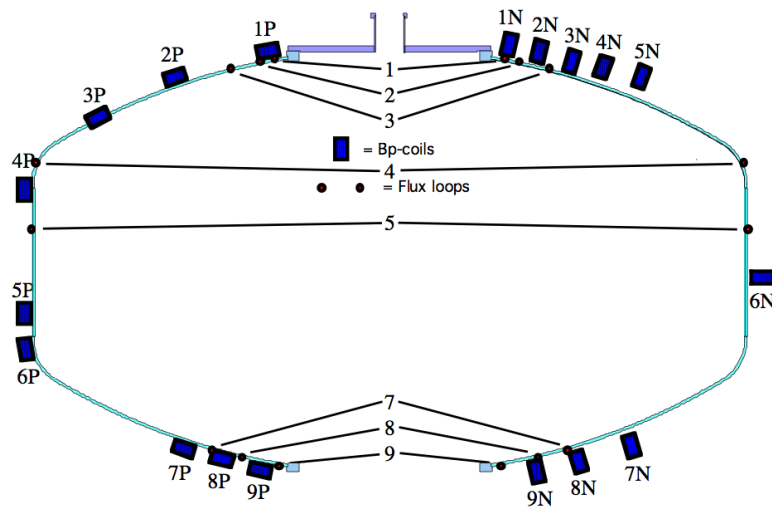 1P
1N
2N
3N
4N
5N
2P
1
2
3
3P
= Bp-coils
4P
4
= Flux loops
5
5P
6N
6P
7
8
9
7P
8P
9P
9N
8N
7N